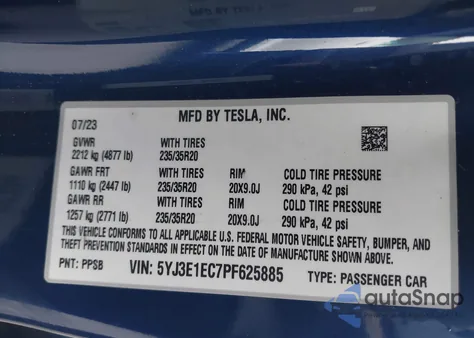 MFD BY TESLA, INC.
07/23
GVWR WITH TIRES
2212 kg (4877 lb) 235/35R20
GAWR FRT WITH TIRES RIM COLD TIRE PRESSURE
1110 kg (2447 lb) 235/35R20 20X9.0J 290 kPa, 42 psi
GAWR RR WITH TIRES RIM COLD TIRE PRESSURE
1257 kg (2771 lb) 235/35R20 20X9.0J 290 kPa, 42 psi
THIS VEHICLE CONFORMS TO ALL APPLICABLE U.S. FEDERAL MOTOR VEHICLE SAFETY, BUMPER, AND
THEFT PREVENTION STANDARDS IN EFFECT ON THE DATE OF MANUFACTURE SHOWN ABOVE.
PNT: PPSB VIN: 5YJ3E1EC7PF625885 TYPE: PASSENGER CAR
autoSnap